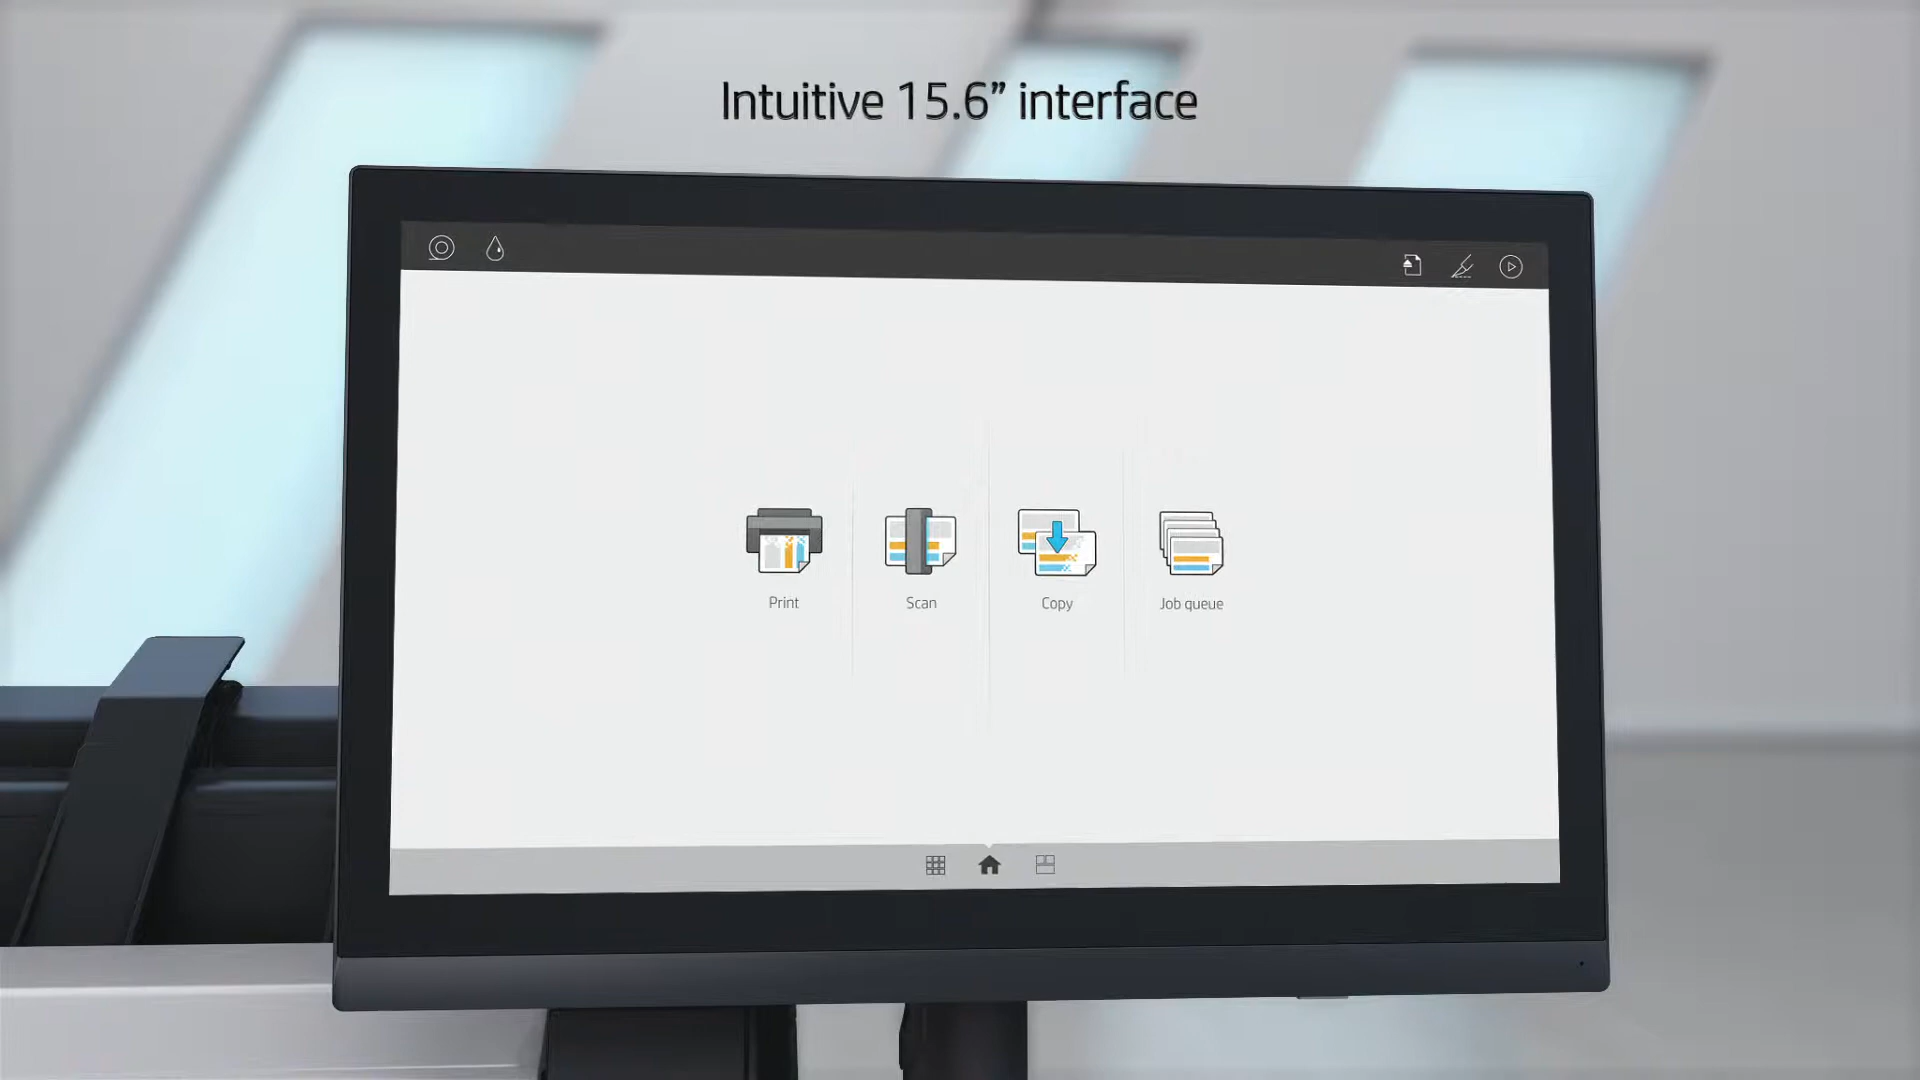 Intuitive 15.6” interface
Print
Scan
Copy
Job queue